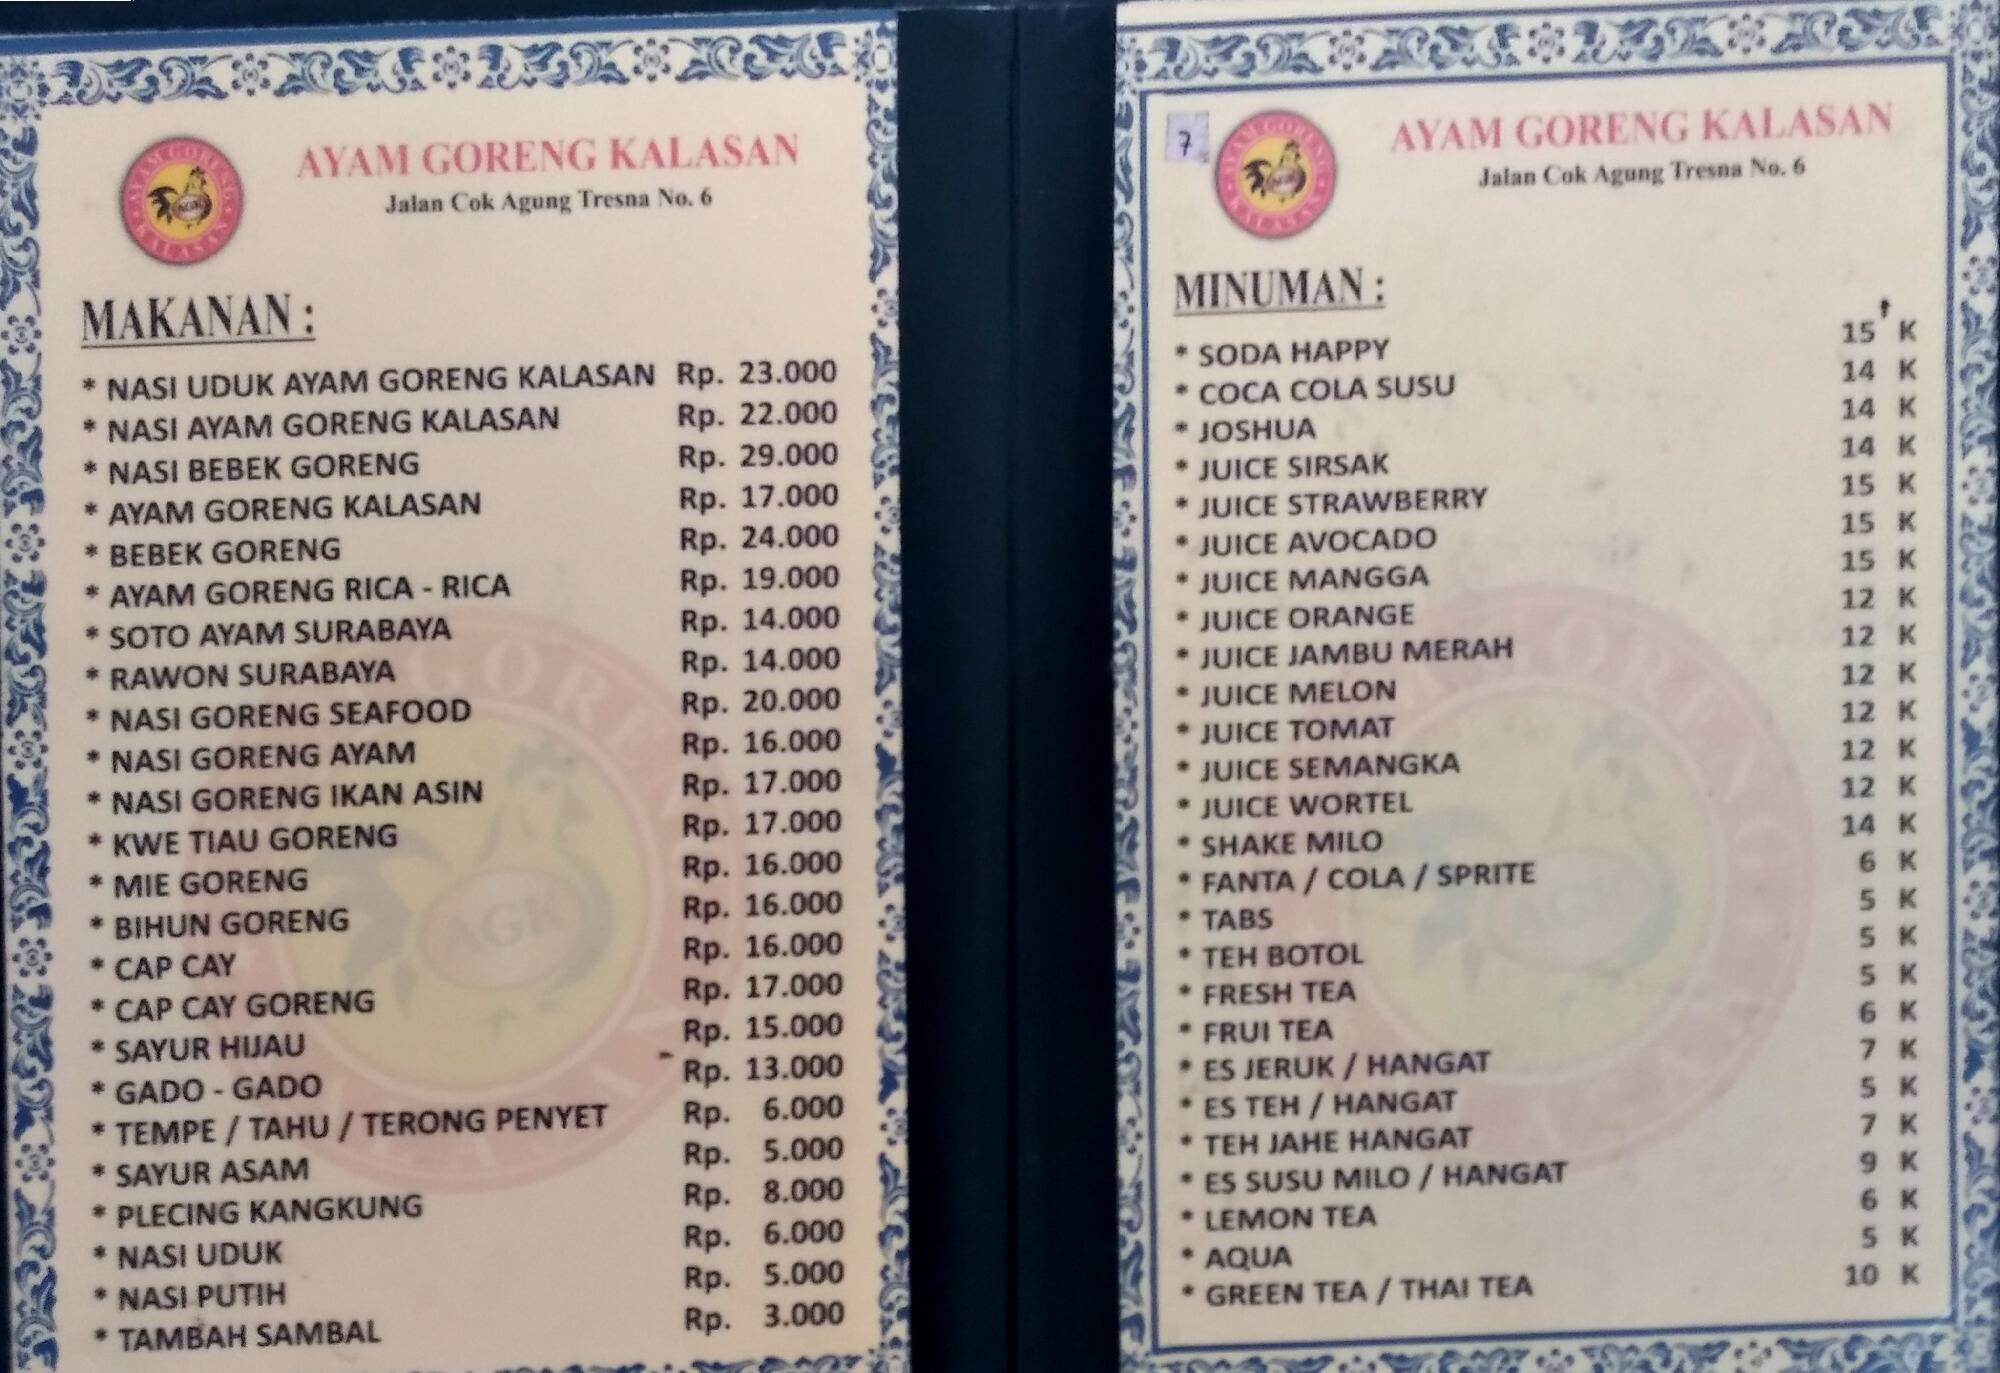 AYAM GORENG KALASAN
AGK
AYAM GORENG KALASAN
Jalan Cok Agung Tresna No. 6
MAKANAN :
* NASI UDUK AYAM GORENG KALASAN Rp. 23.000
* NASI AYAM GORENG KALASAN Rp. 22.000
* NASI BEBEK GORENG Rp. 29.000
* AYAM GORENG KALASAN Rp. 17.000
* BEBEK GORENG Rp. 24.000
* AYAM GORENG RICA - RICA Rp. 19.000
* SOTO AYAM SURABAYA Rp. 14.000
* RAWON SURABAYA Rp. 14.000
* NASI GORENG SEAFOOD Rp. 20.000
* NASI GORENG AYAM Rp. 16.000
* NASI GORENG IKAN ASIN Rp. 17.000
* KWE TIAU GORENG Rp. 17.000
* MIE GORENG Rp. 16.000
* BIHUN GORENG Rp. 16.000
* CAP CAY Rp. 16.000
* CAP CAY GORENG Rp. 17.000
* SAYUR HIJAU Rp. 15.000
* GADO - GADO Rp. 13.000
* TEMPE / TAHU / TERONG PENYET Rp. 6.000
* SAYUR ASAM Rp. 5.000
* PLECING KANGKUNG Rp. 8.000
* NASI UDUK Rp. 6.000
* NASI PUTIH Rp. 5.000
* TAMBAH SAMBAL Rp. 3.000
7
AYAM GORENG KALASAN
AGK
AYAM GORENG KALASAN
Jalan Cok Agung Tresna No. 6
MINUMAN :
* SODA HAPPY 15 K
* COCA COLA SUSU 14 K
* JOSHUA 14 K
* JUICE SIRSAK 14 K
* JUICE STRAWBERRY 15 K
* JUICE AVOCADO 15 K
* JUICE MANGGA 15 K
* JUICE ORANGE 12 K
* JUICE JAMBU MERAH 12 K
* JUICE MELON 12 K
* JUICE TOMAT 12 K
* JUICE SEMANGKA 12 K
* JUICE WORTEL 12 K
* SHAKE MILO 14 K
* FANTA / COLA / SPRITE 6 K
* TABS 5 K
* TEH BOTOL 5 K
* FRESH TEA 5 K
* FRUI TEA 6 K
* ES JERUK / HANGAT 7 K
* ES TEH / HANGAT 5 K
* TEH JAHE HANGAT 7 K
* ES SUSU MILO / HANGAT 9 K
* LEMON TEA 6 K
* AQUA 5 K
* GREEN TEA / THAI TEA 10 K